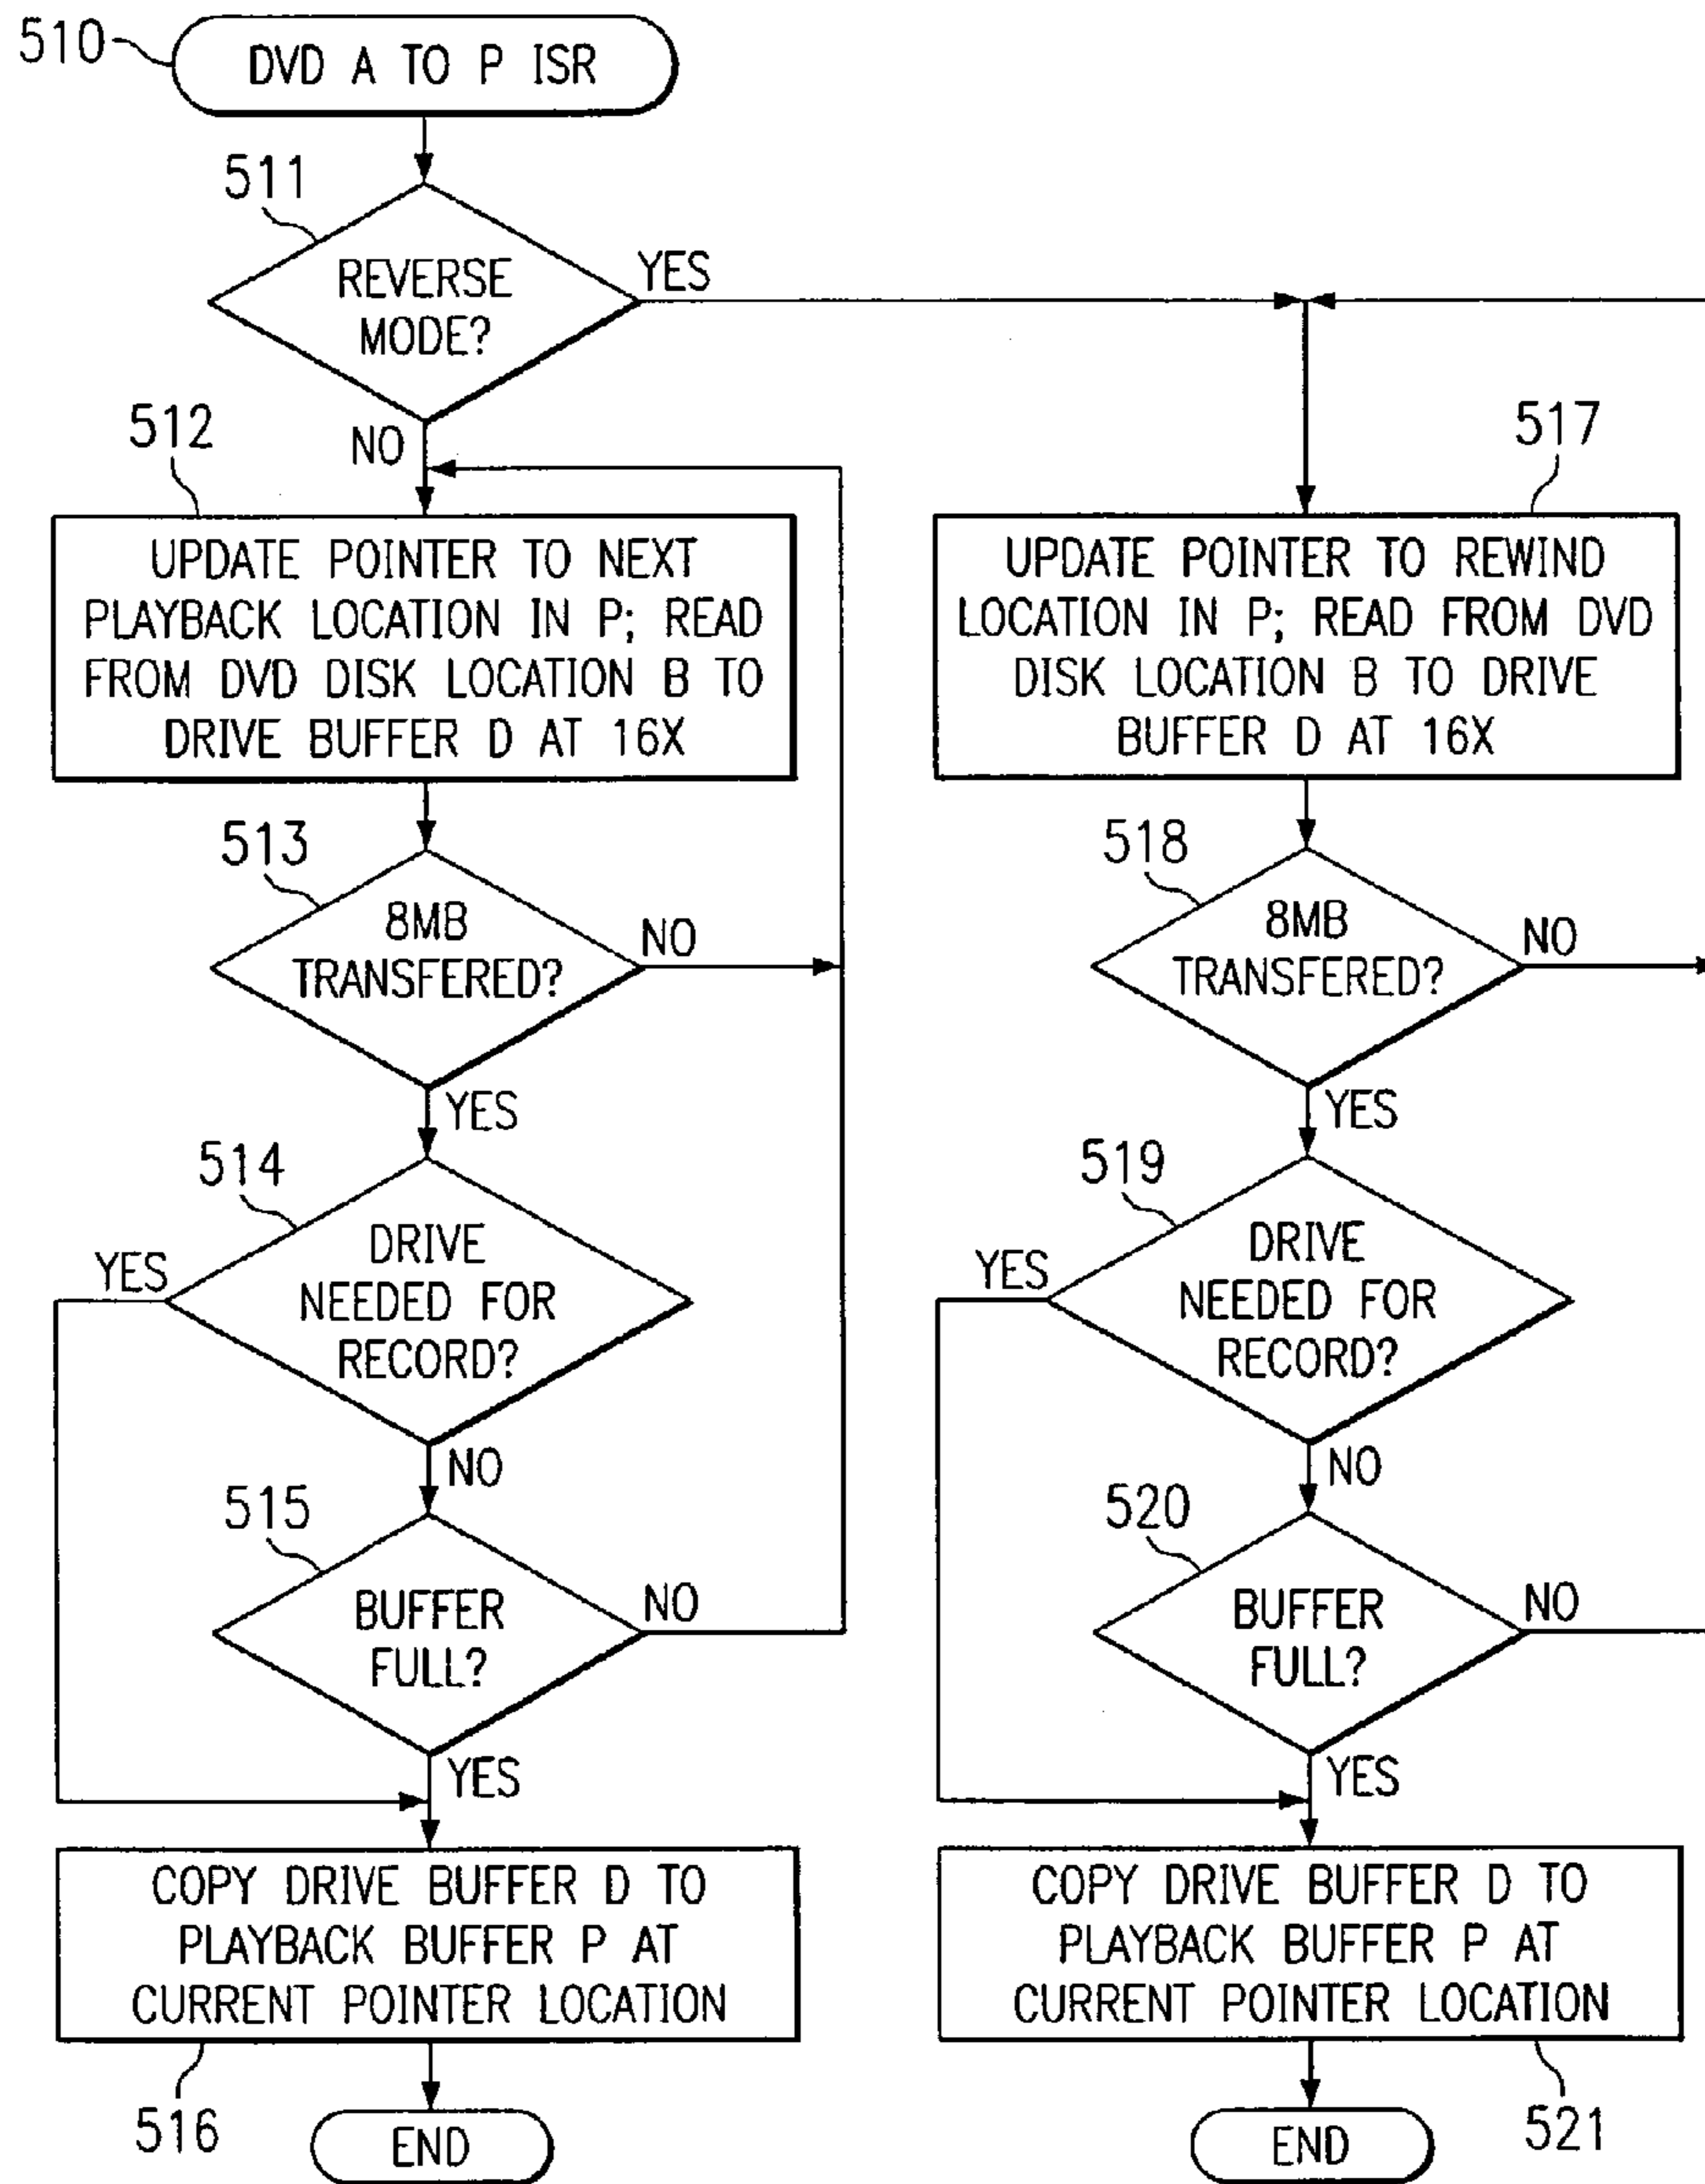 510
DVD A TO P ISR
511
REVERSE
MODE?
YES
NO
512
UPDATE POINTER TO NEXT
PLAYBACK LOCATION IN P; READ
FROM DVD DISK LOCATION B TO
DRIVE BUFFER D AT 16X
513
8MB
TRANSFERED?
NO
YES
514
DRIVE
NEEDED FOR
RECORD?
YES
NO
515
BUFFER
FULL?
NO
YES
COPY DRIVE BUFFER D TO
PLAYBACK BUFFER P AT
CURRENT POINTER LOCATION
516
END
517
UPDATE POINTER TO REWIND
LOCATION IN P; READ FROM DVD
DISK LOCATION B TO DRIVE
BUFFER D AT 16X
518
8MB
TRANSFERED?
NO
YES
519
DRIVE
NEEDED FOR
RECORD?
YES
NO
520
BUFFER
FULL?
NO
YES
COPY DRIVE BUFFER D TO
PLAYBACK BUFFER P AT
CURRENT POINTER LOCATION
521
END